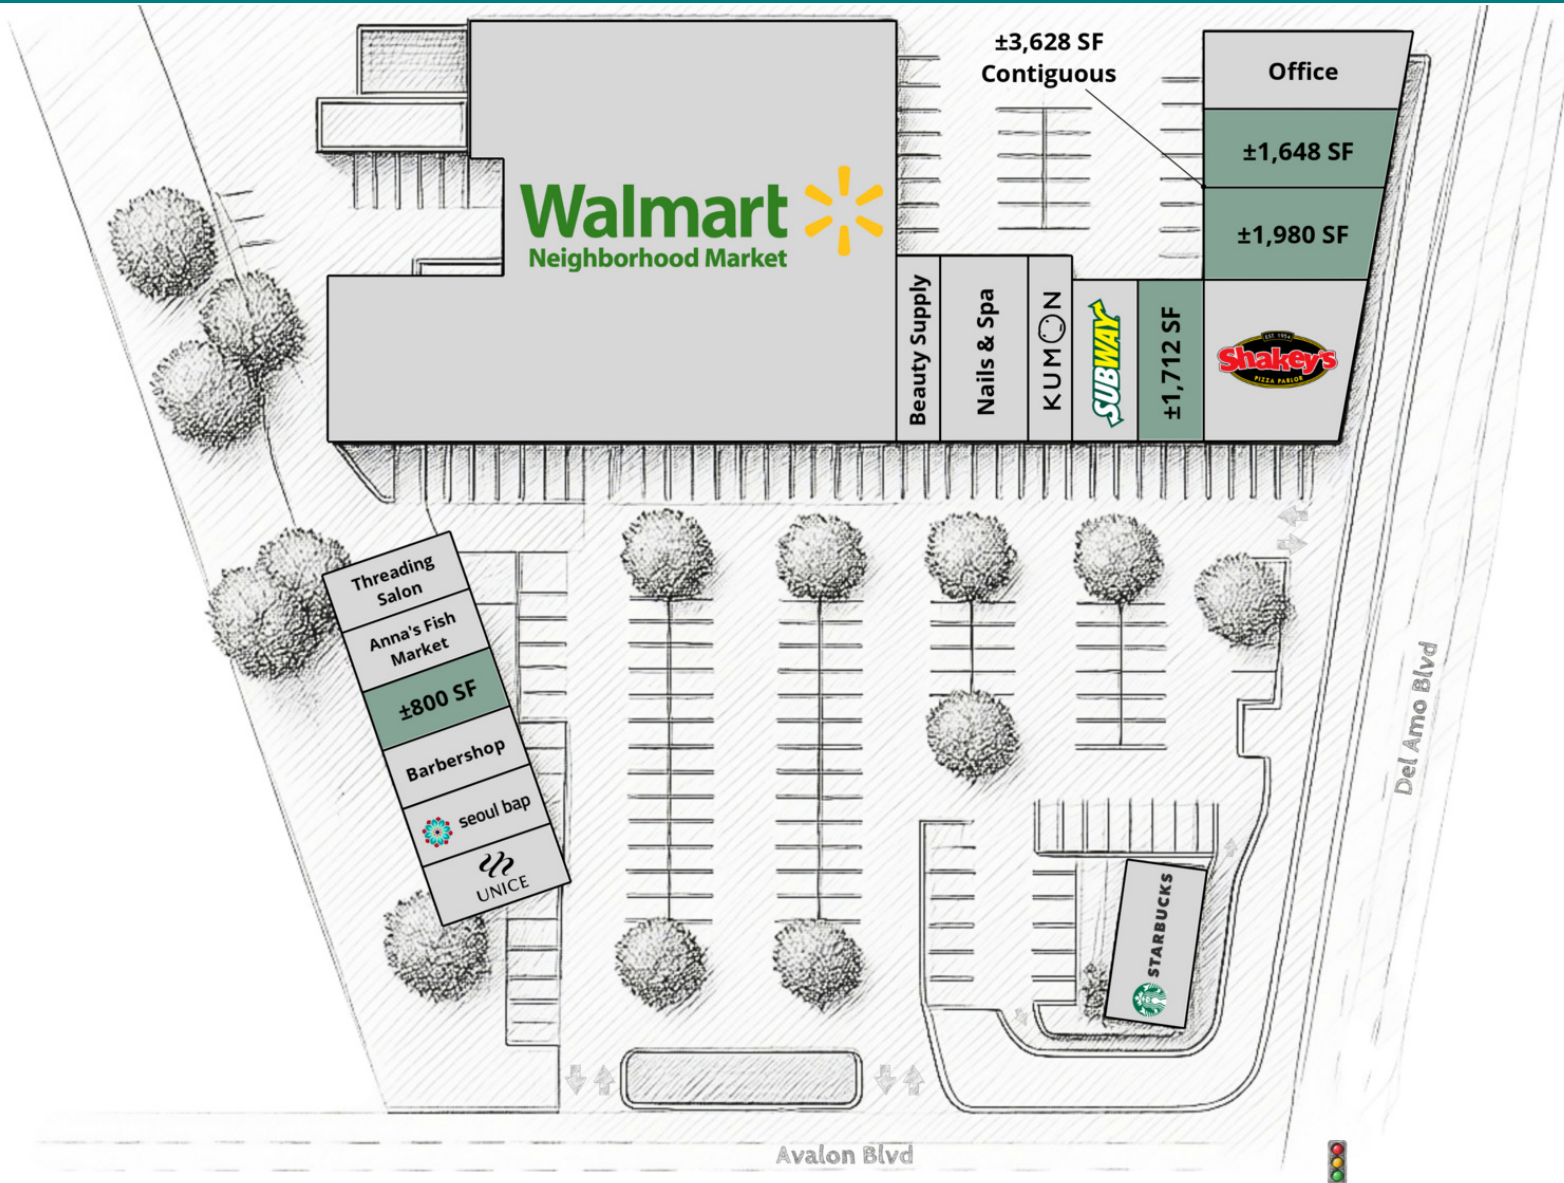 ±3,628 SF
Contiguous
Office
±1,648 SF
±1,980 SF
Walmart
Neighborhood Market
Beauty Supply
Nails & Spa
KUMON
SUBWAY
±1,712 SF
EST. 1954
Shakey's
PIZZA PARLOR
Threading
Salon
Anna's Fish
Market
±800 SF
Barbershop
seoul bap
UNICE
STARBUCKS
Del Amo Blvd
Avalon Blvd